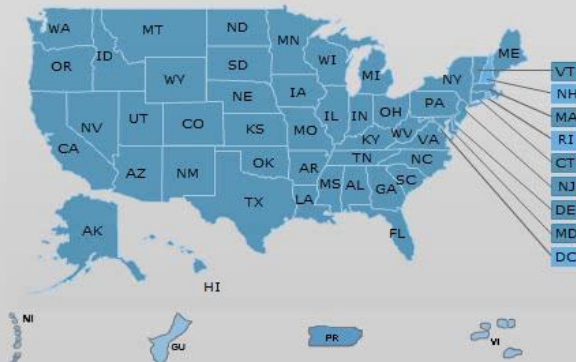 WA
MT
ND
MN
ME
OR
ID
SD
WI
MI
NY
VT
WY
NH
NE
IA
PA
MA
NV
UT
CO
IL
IN
OH
RI
KS
MO
KY
WV
VA
CT
CA
NJ
AZ
NM
OK
AR
TN
NC
DE
MS
AL
GA
SC
MD
TX
LA
DC
AK
FL
HI
NI
GU
PR
VI